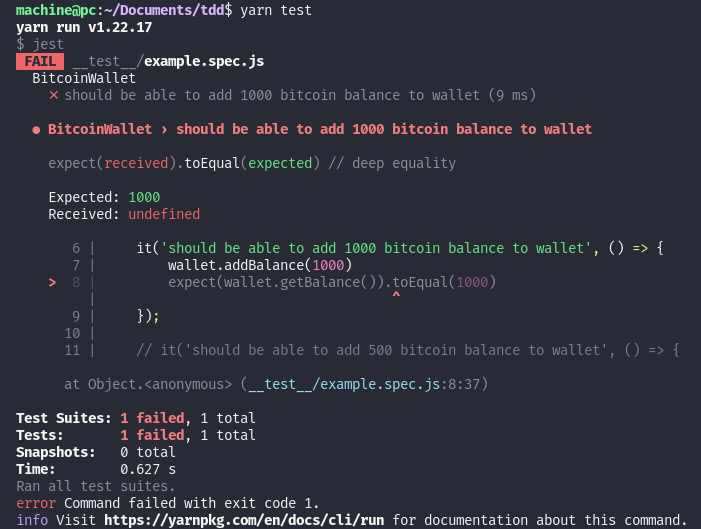 machine@pc:~/Documents/tdd$ yarn test
yarn run v1.22.17
$ jest
FAIL __test__/example.spec.js
BitcoinWallet
✕ should be able to add 1000 bitcoin balance to wallet (9 ms)
● BitcoinWallet › should be able to add 1000 bitcoin balance to wallet
expect(received).toEqual(expected) // deep equality
Expected: 1000
Received: undefined
6 |     it('should be able to add 1000 bitcoin balance to wallet', () => {
7 |         wallet.addBalance(1000)
> 8 |         expect(wallet.getBalance()).toEqual(1000)
|                                     ^
9 |     });
10 |
11 |     // it('should be able to add 500 bitcoin balance to wallet', () => {
at Object.<anonymous> (__test__/example.spec.js:8:37)
Test Suites: 1 failed, 1 total
Tests:       1 failed, 1 total
Snapshots:   0 total
Time:        0.627 s
Ran all test suites.
error Command failed with exit code 1.
info Visit https://yarnpkg.com/en/docs/cli/run for documentation about this command.